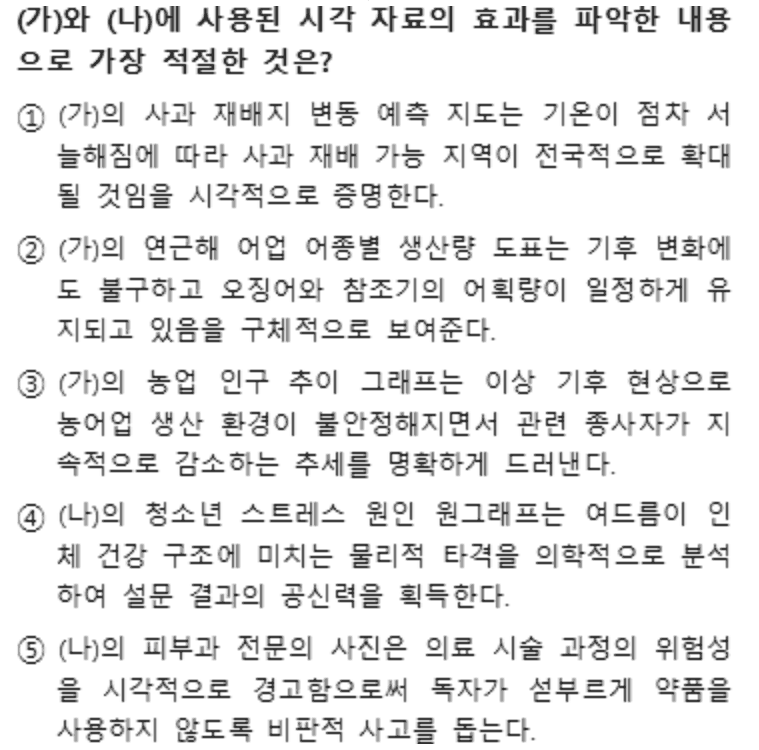 (가)와 (나)에 사용된 시각 자료의 효과를 파악한 내용
으로 가장 적절한 것은?
① (가)의 사과 재배지 변동 예측 지도는 기온이 점차 서
늘해짐에 따라 사과 재배 가능 지역이 전국적으로 확대
될 것임을 시각적으로 증명한다.
② (가)의 연근해 어업 어종별 생산량 도표는 기후 변화에
도 불구하고 오징어와 참조기의 어획량이 일정하게 유
지되고 있음을 구체적으로 보여준다.
③ (가)의 농업 인구 추이 그래프는 이상 기후 현상으로
농어업 생산 환경이 불안정해지면서 관련 종사자가 지
속적으로 감소하는 추세를 명확하게 드러낸다.
④ (나)의 청소년 스트레스 원인 원그래프는 여드름이 인
체 건강 구조에 미치는 물리적 타격을 의학적으로 분석
하여 설문 결과의 공신력을 획득한다.
⑤ (나)의 피부과 전문의 사진은 의료 시술 과정의 위험성
을 시각적으로 경고함으로써 독자가 섣부르게 약품을
사용하지 않도록 비판적 사고를 돕는다.